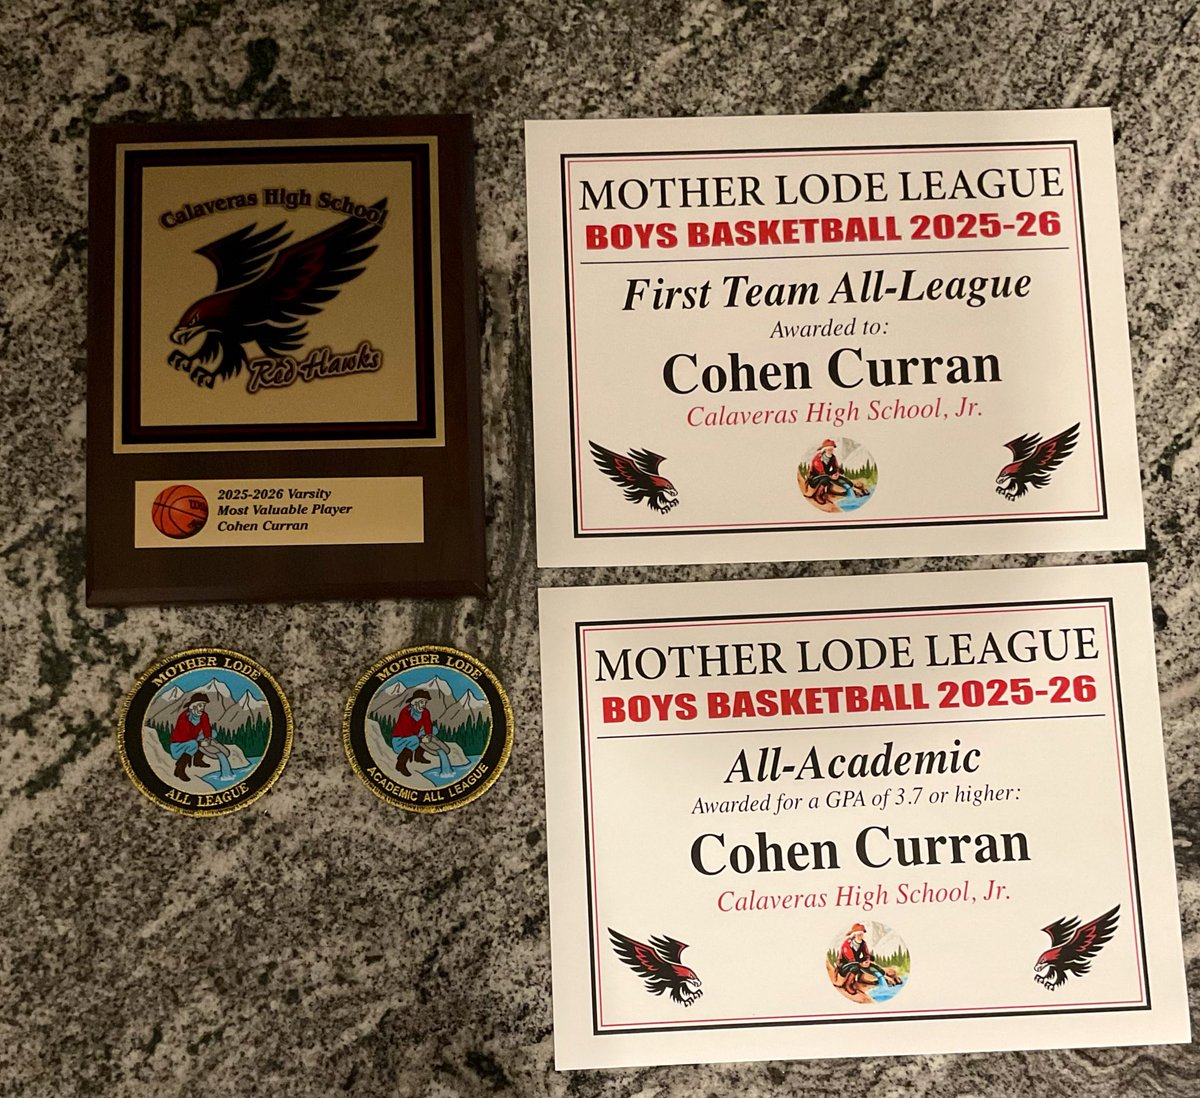 Calaveras High School
Red Hawks
2025-2026 Varsity
Most Valuable Player
Cohen Curran
MOTHER LODE
ALL LEAGUE
MOTHER LODE
ACADEMIC ALL LEAGUE
MOTHER LODE LEAGUE
BOYS BASKETBALL 2025-26
First Team All-League
Awarded to:
Cohen Curran
Calaveras High School, Jr.
MOTHER LODE LEAGUE
BOYS BASKETBALL 2025-26
All-Academic
Awarded for a GPA of 3.7 or higher:
Cohen Curran
Calaveras High School, Jr.